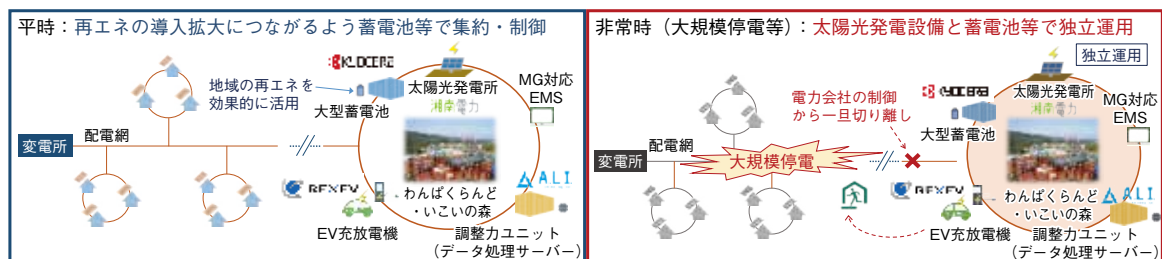 平時：再エネの導入拡大につながるよう蓄電池等で集約・制御
KYOCERA
太陽光発電所
地域の再エネを
効果的に活用
MG対応
EMS
大型蓄電池
湘南電力
配電網
変電所
REXEV
ALI
わんぱくらんど
・いこいの森
EV充放電機
調整力ユニット
（データ処理サーバー）
非常時（大規模停電等）：太陽光発電設備と蓄電池等で独立運用
独立運用
KYOCERA
太陽光発電所
電力会社の制御
から一旦切り離し
MG対応
EMS
大型蓄電池
湘南電力
配電網
変電所
大規模停電
REXEV
ALI
わんぱくらんど
・いこいの森
EV充放電機
調整力ユニット
（データ処理サーバー）